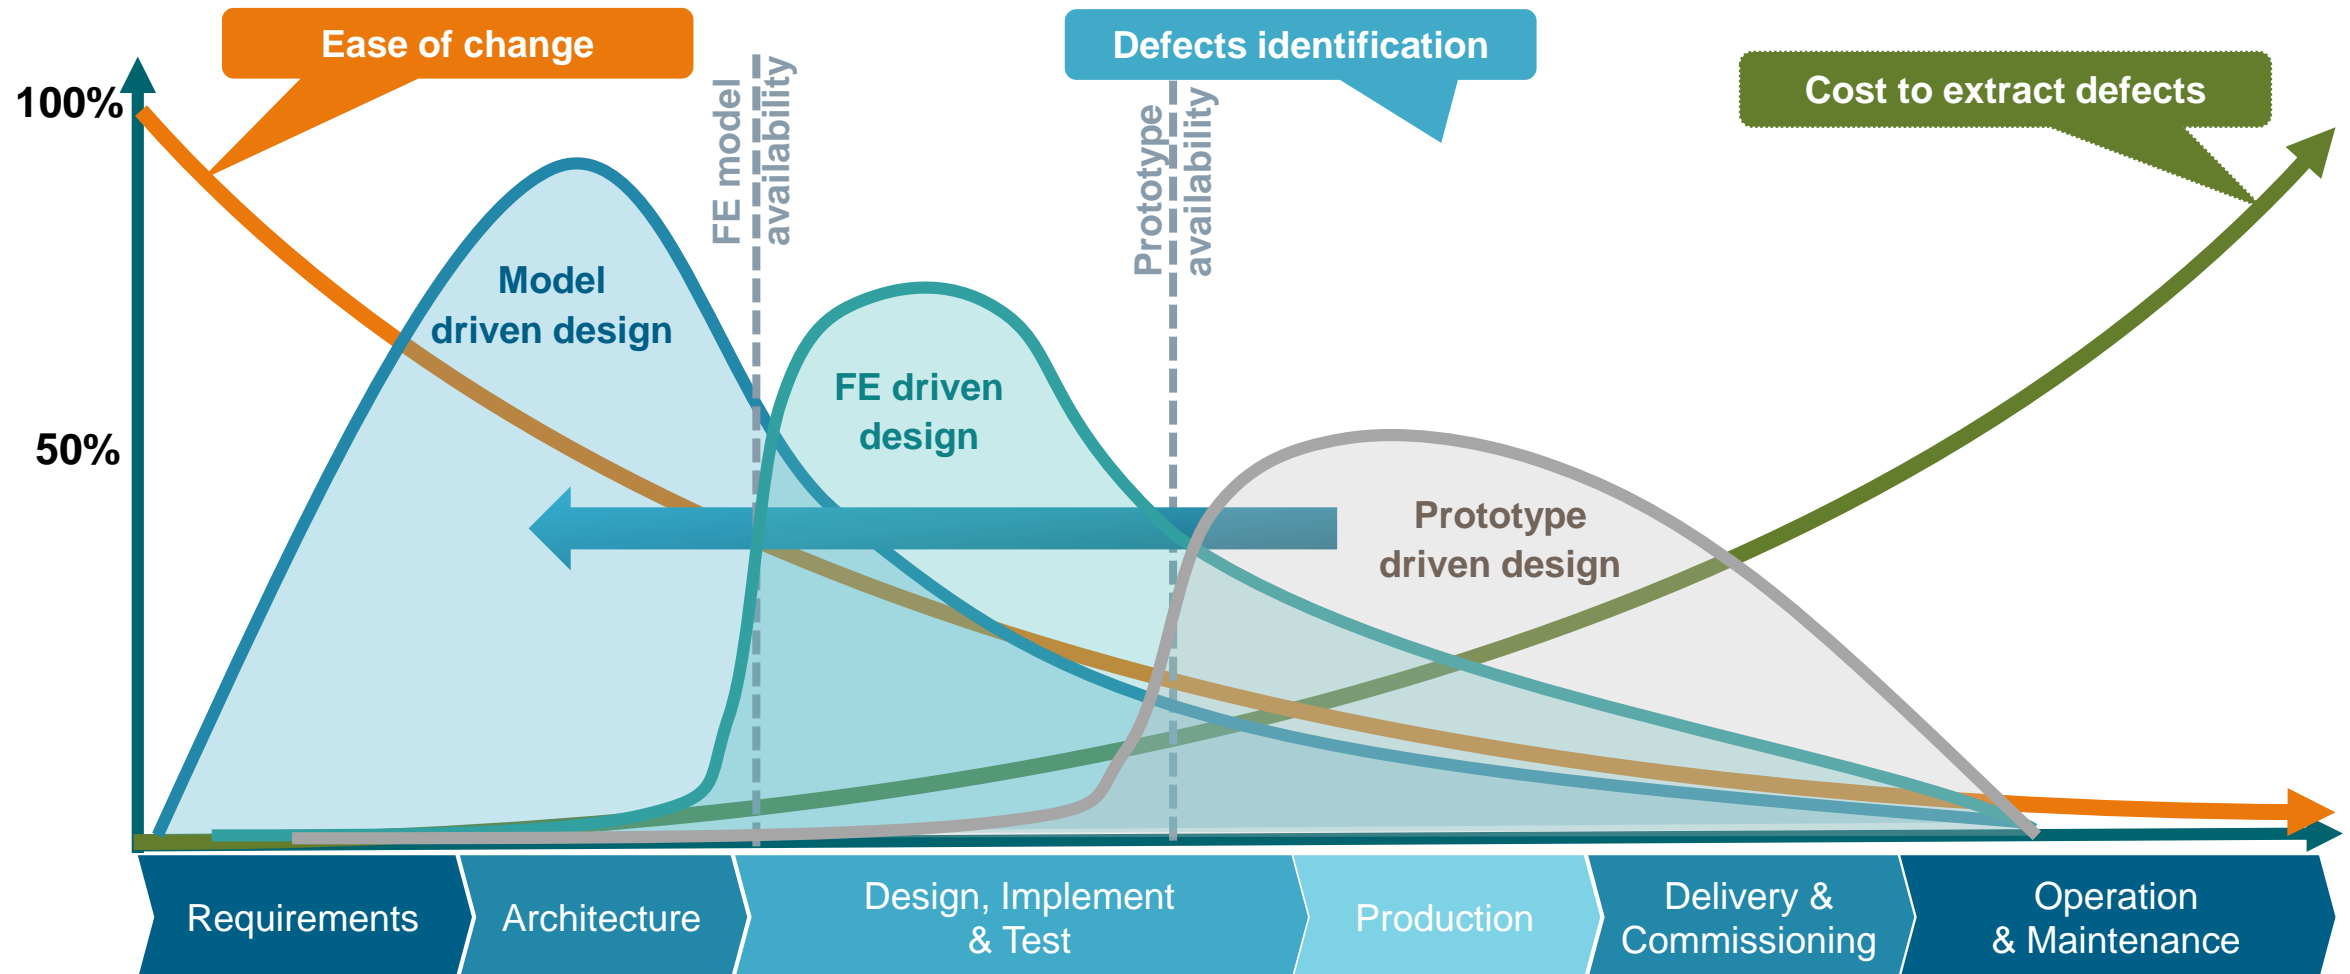 Ease of change
Defects identification
Cost to extract defects
100%
50%
FE model
availability
Prototype
availability
Model
driven design
FE driven
design
Prototype
driven design
Requirements
Architecture
Design, Implement
& Test
Production
Delivery &
Commissioning
Operation
& Maintenance